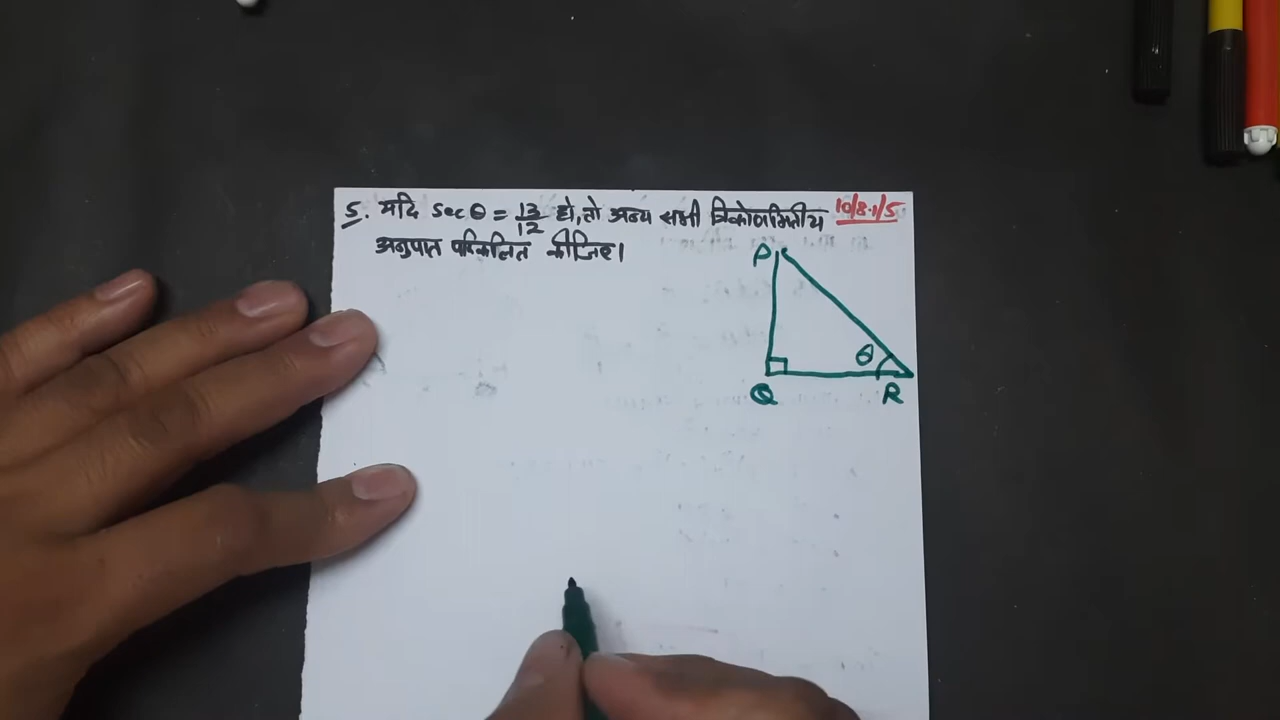 5. यदि sec θ = 13/12 हो, तो अन्य सभी त्रिकोणमितीय 10/8.1/5
अनुपात परिकलित कीजिए।
P
θ
Q R